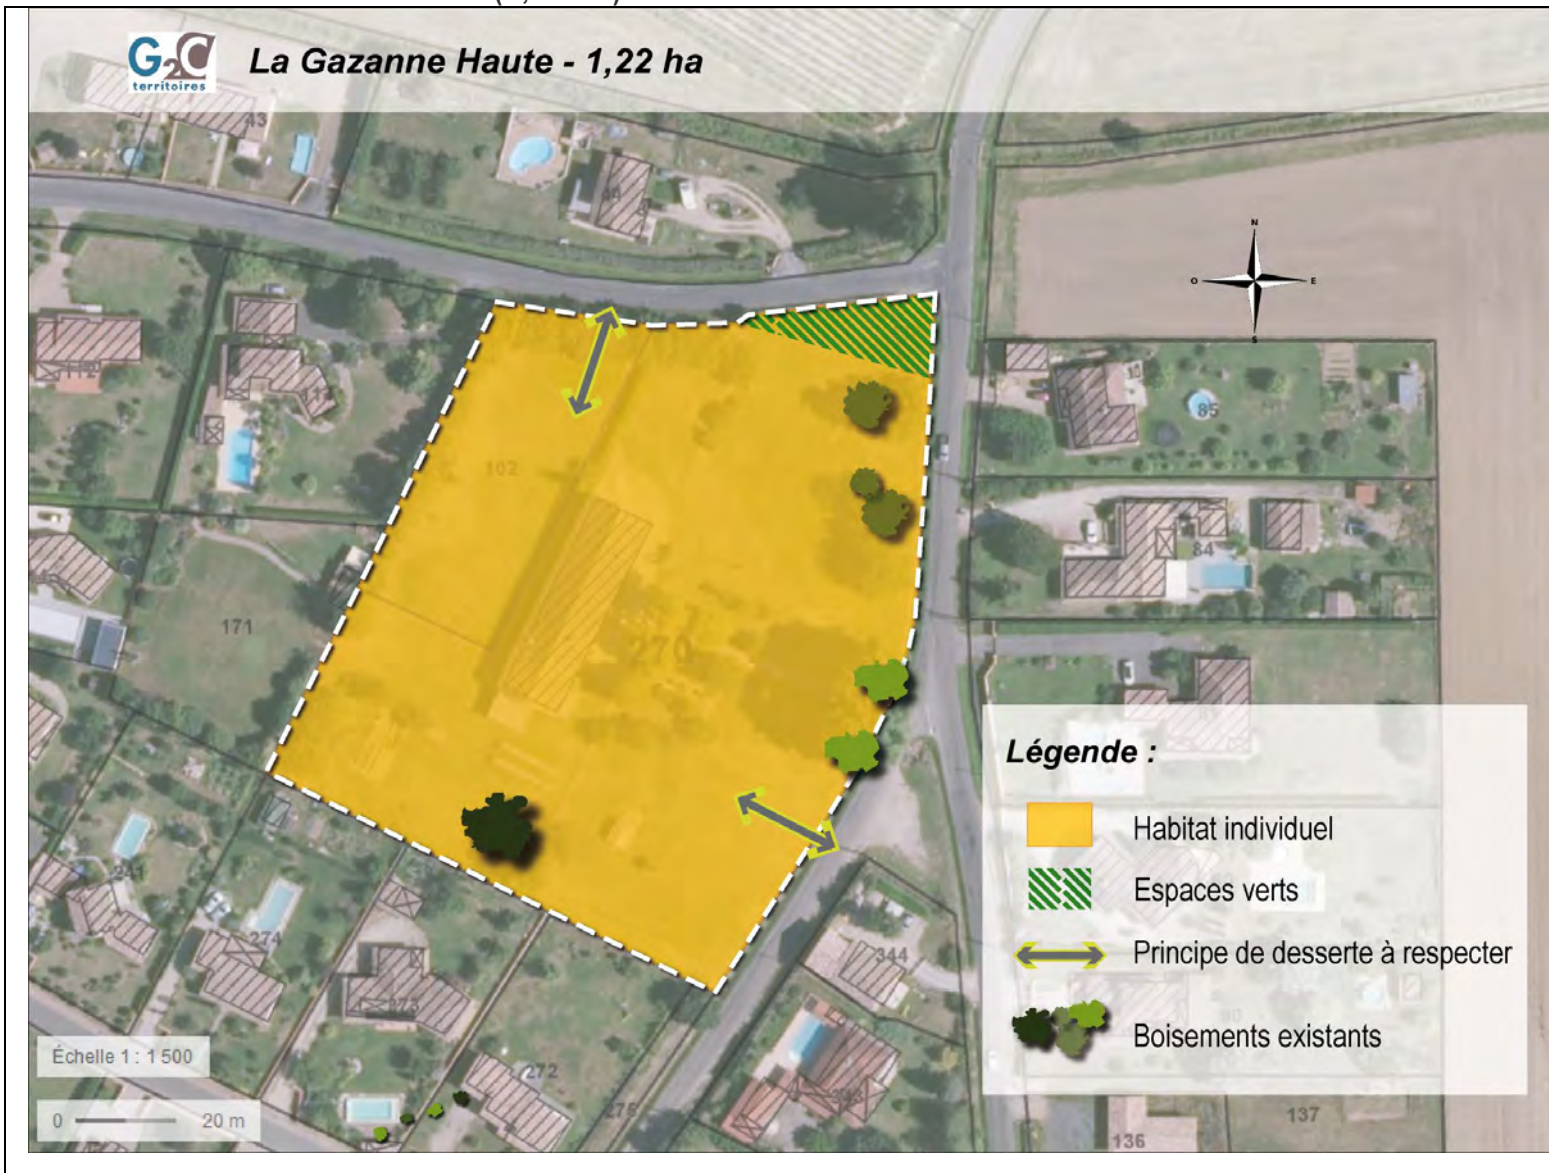 G2C
territoires
La Gazanne Haute - 1,22 ha
43
N
O
E
S
112
10
85
102
84
171
270
Légende :
Habitat individuel
Espaces verts
Principe de desserte à respecter
Boisements existants
241
274
273
344
272
275
Échelle 1 : 1 500
0 20 m
137
136